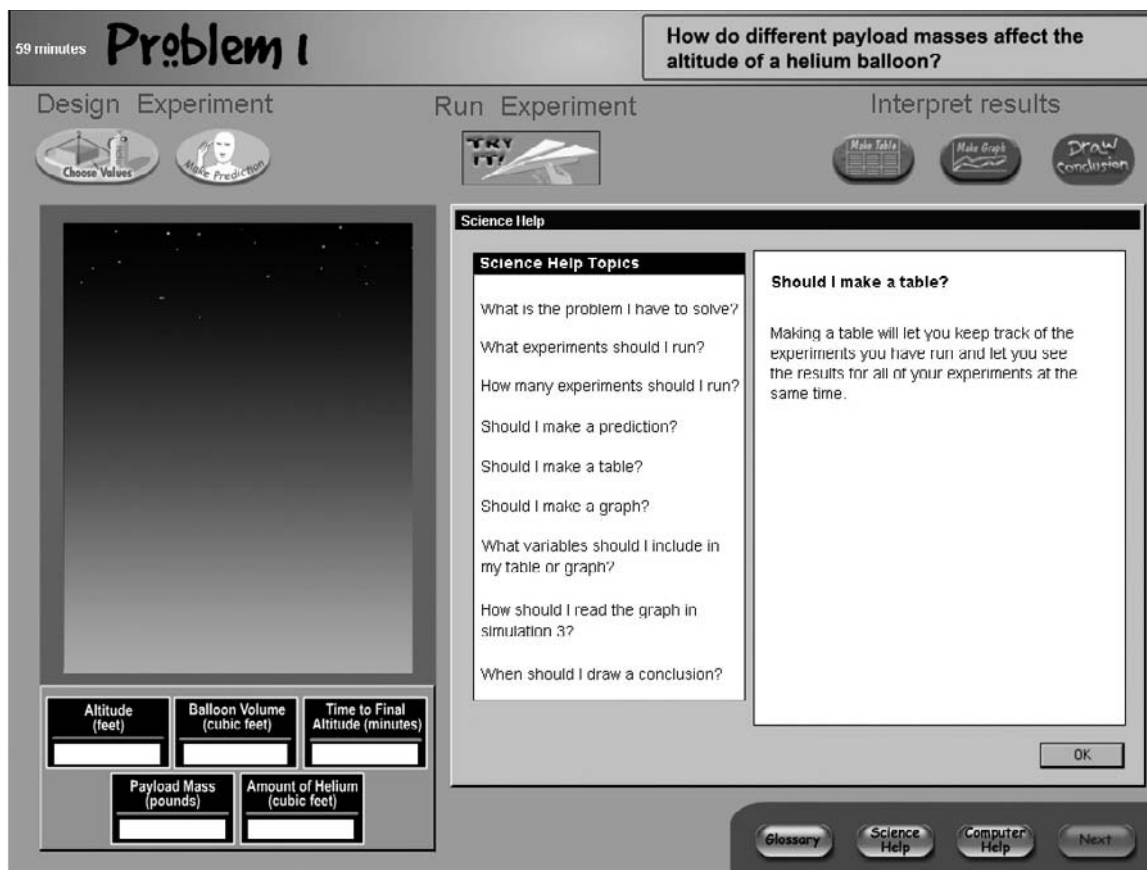 59 minutes
Problem 1
How do different payload masses affect the
altitude of a helium balloon?
Design Experiment
Run Experiment
Interpret results
Choose Values
Make Prediction
TRY
IT!
Make Table
Make Graph
Draw
Conclusion
Science Help
Science Help Topics
What is the problem I have to solve?
What experiments should I run?
How many experiments should I run?
Should I make a prediction?
Should I make a table?
Should I make a graph?
What variables should I include in
my table or graph?
How should I read the graph in
simulation 3?
When should I draw a conclusion?
Should I make a table?
Making a table will let you keep track of the
experiments you have run and let you see
the results for all of your experiments at the
same time.
OK
Altitude
(feet)
Balloon Volume
(cubic feet)
Time to Final
Altitude (minutes)
Payload Mass
(pounds)
Amount of Helium
(cubic feet)
Glossary
Science
Help
Computer
Help
Next